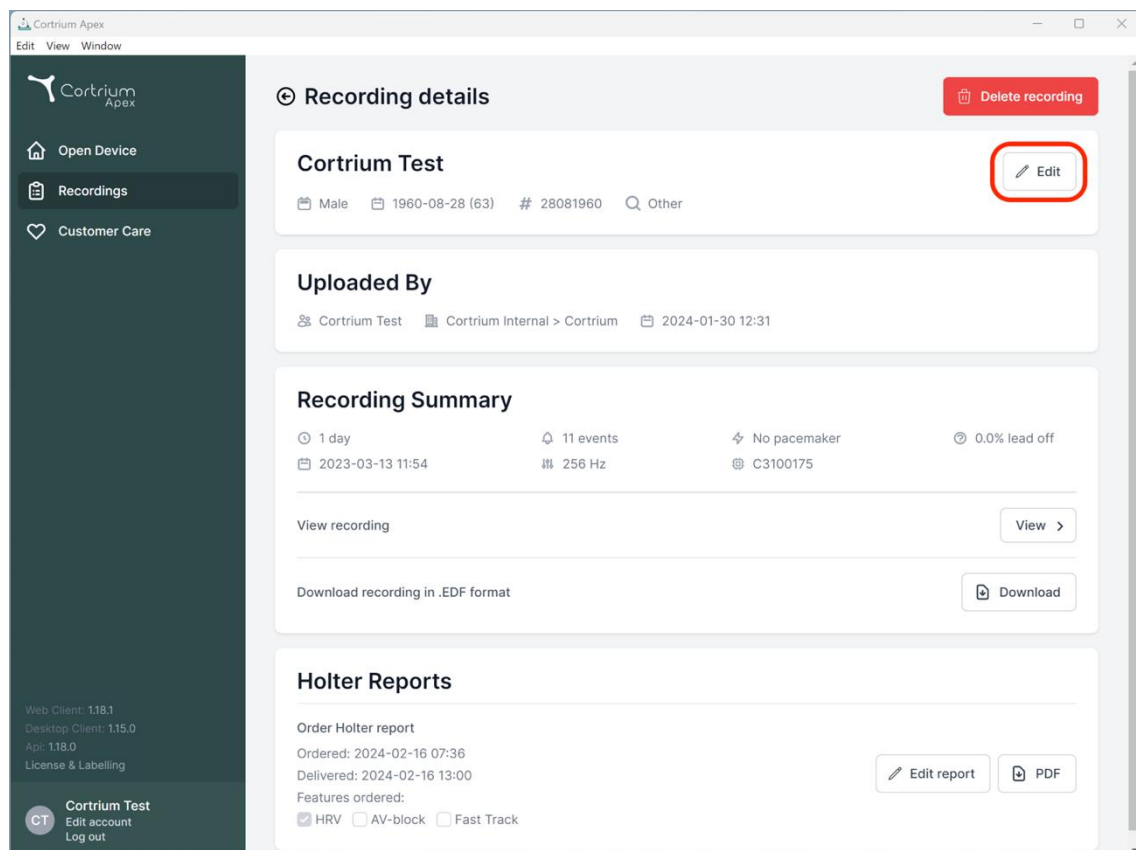 Cortrium Apex
Edit View Window
Cortrium
Apex
Open Device
Recordings
Customer Care
Web Client: 1.18.1
Desktop Client: 1.15.0
Api: 1.18.0
License & Labelling
CT
Cortrium Test
Edit account
Log out
Recording details
Delete recording
Cortrium Test
Edit
Male 1960-08-28 (63) # 28081960 Other
Uploaded By
Cortrium Test Cortrium Internal > Cortrium 2024-01-30 12:31
Recording Summary
1 day 11 events No pacemaker 0.0% lead off
2023-03-13 11:54 256 Hz C3100175
View recording View >
Download recording in .EDF format Download
Holter Reports
Order Holter report
Ordered: 2024-02-16 07:36
Delivered: 2024-02-16 13:00
Edit report PDF
Features ordered:
HRV AV-block Fast Track